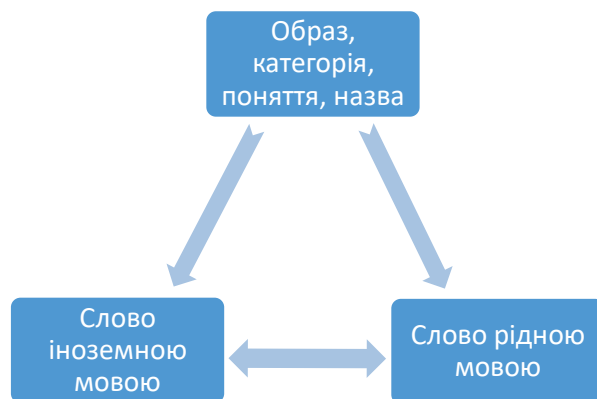 Образ,
категорія,
поняття, назва
Слово
іноземною
мовою
Слово рідною
мовою